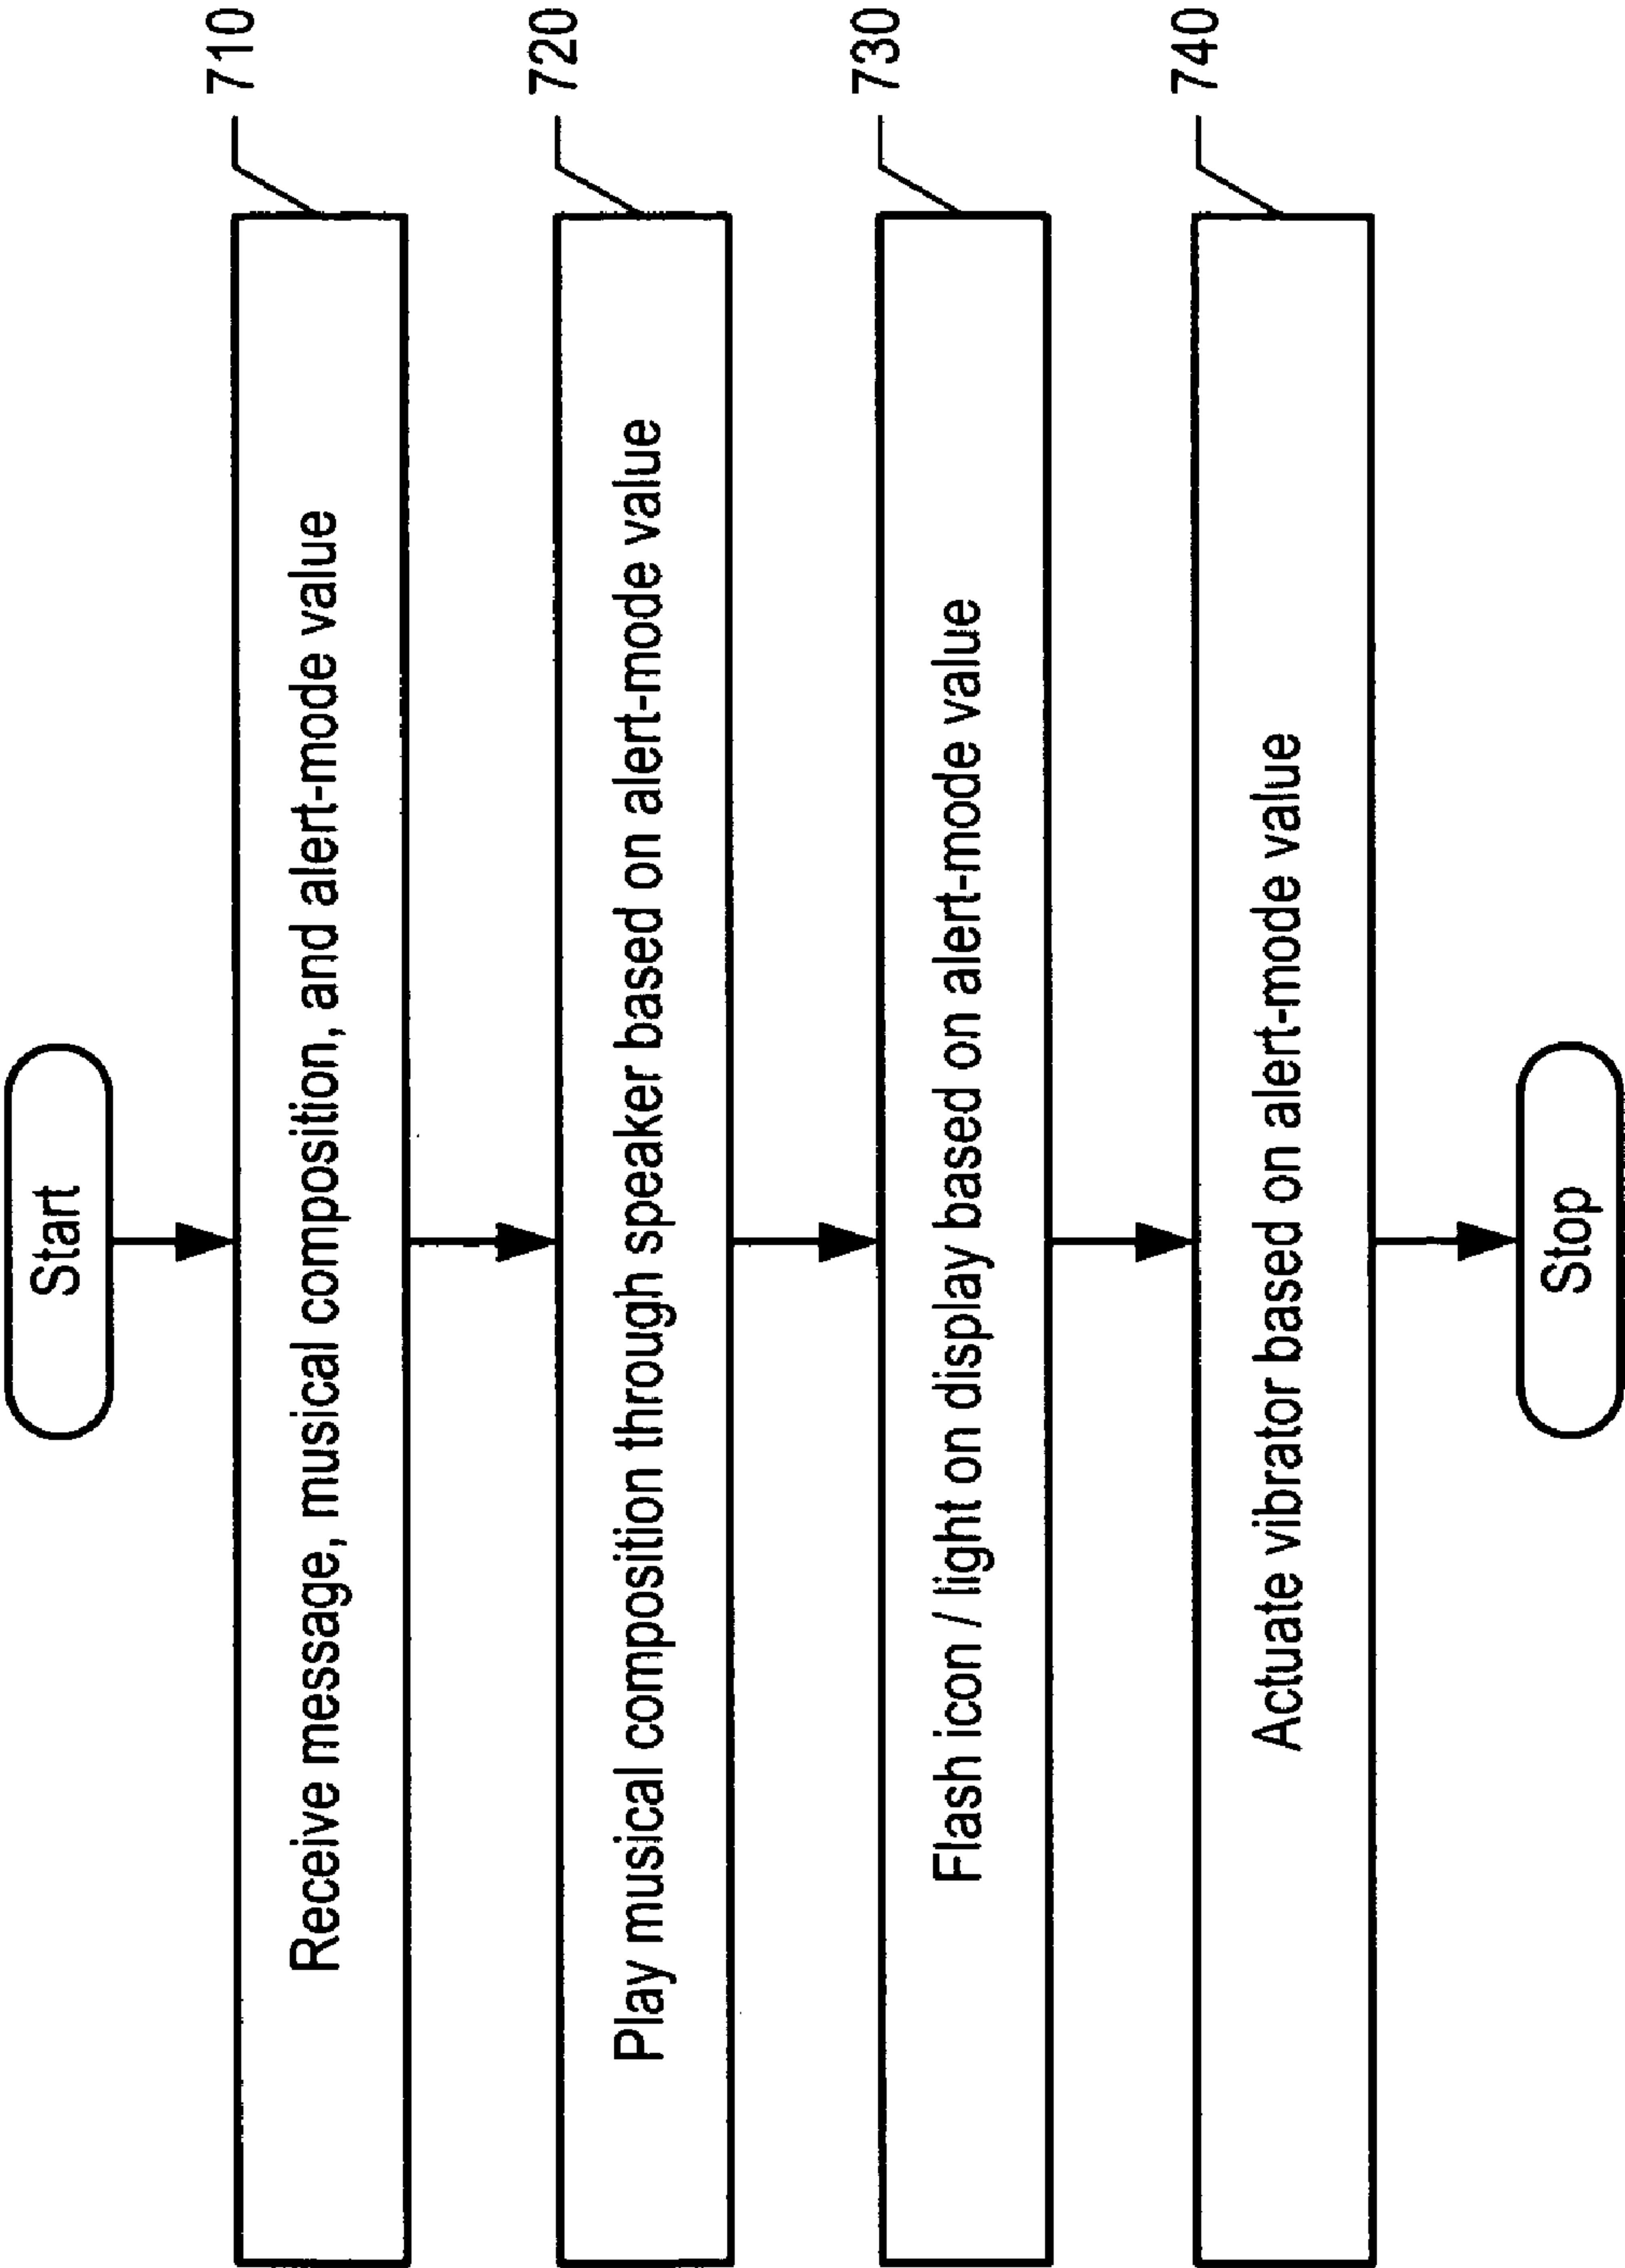 Start
Receive message, musical composition, and alert-mode value
710
Play musical composition through speaker based on alert-mode value
720
Flash icon / light on display based on alert-mode value
730
Actuate vibrator based on alert-mode value
740
Stop